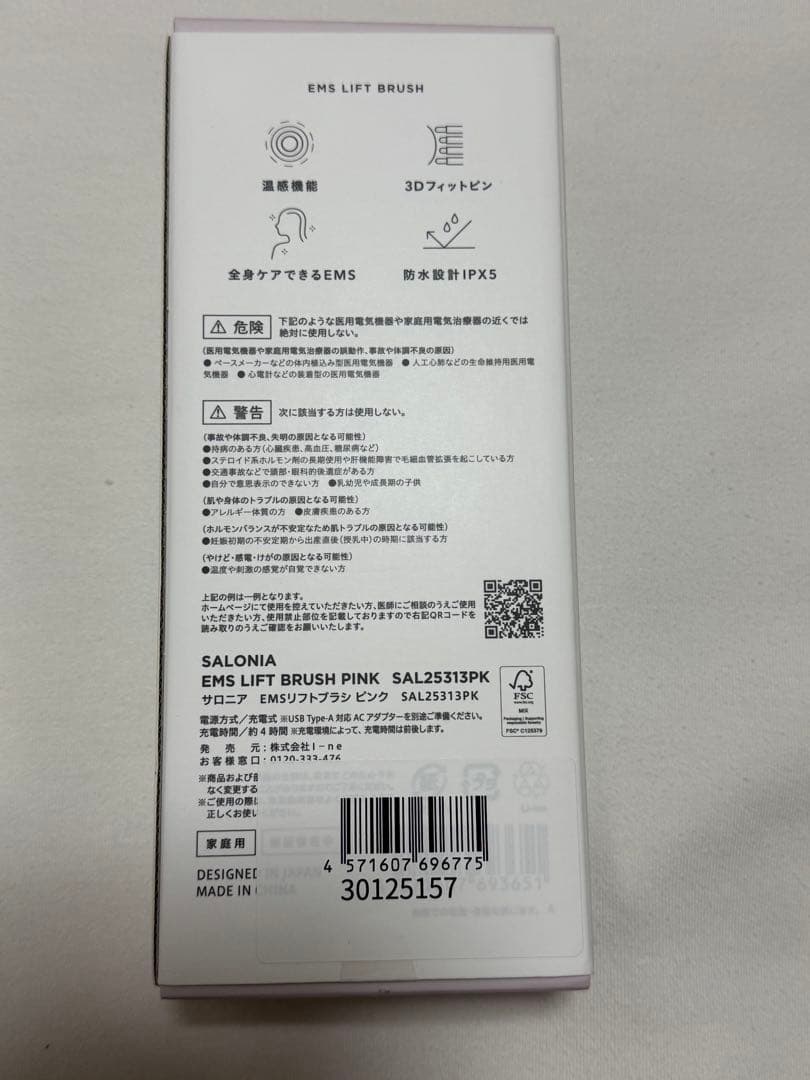 EMS LIFT BRUSH
温感機能
3Dフィットピン
全身ケアできるEMS
防水設計IPX5
危険 下記のような医用電気機器や家庭用電気治療器の近くでは
絶対に使用しない。
(医用電気機器や家庭用電気治療器の誤動作、事故や体調不良の原因)
● ペースメーカーなどの体内植込み型医用電気機器 ● 人工心肺などの生命維持用医用電
気機器 ● 心電計などの装着型の医用電気機器
警告 次に該当する方は使用しない。
(事故や体調不良、失明の原因となる可能性)
●持病のある方(心臓疾患、高血圧、糖尿病など)
●ステロイド系ホルモン剤の長期使用や肝機能障害で毛細血管拡張を起こしている方
●交通事故などで頭部・眼科的後遺症がある方
●自分で意思表示のできない方 ●乳幼児や成長期の子供
(肌や身体のトラブルの原因となる可能性)
●アレルギー体質の方 ●皮膚疾患のある方
(ホルモンバランスが不安定なため肌トラブルの原因となる可能性)
●妊娠初期の不安定期から出産直後(授乳中)の時期に該当する方
(やけど・感電・けがの原因となる可能性)
●温度や刺激の感覚が自覚できない方
上記の例は一例となります。
ホームページにて使用を控えていただきたい方、医師にご相談のうえご使用
いただきたい方、使用禁止部位を記載しておりますので右記QRコードを
読み取りのうえご確認をお願いいたします。
SALONIA
EMS LIFT BRUSH PINK SAL25313PK
サロニア EMSリフトブラシ ピンク SAL25313PK
FSC
www.fsc.org
MIX
Packaging | Supporting
responsible forestry
FSC® C125379
電源方式/充電式 ※USB Type-A 対応 AC アダプターを別途ご準備ください。
充電時間/約4時間 ※充電環境によって、充電時間は前後します。
発売元:株式会社I-ne
お客様窓口:0120-333-476
※商品および
なく変更する
※ご使用の際に
正しくお使い
家庭用
DESIGNED IN JAPAN
MADE IN CHINA
4 571607 696775
30125157